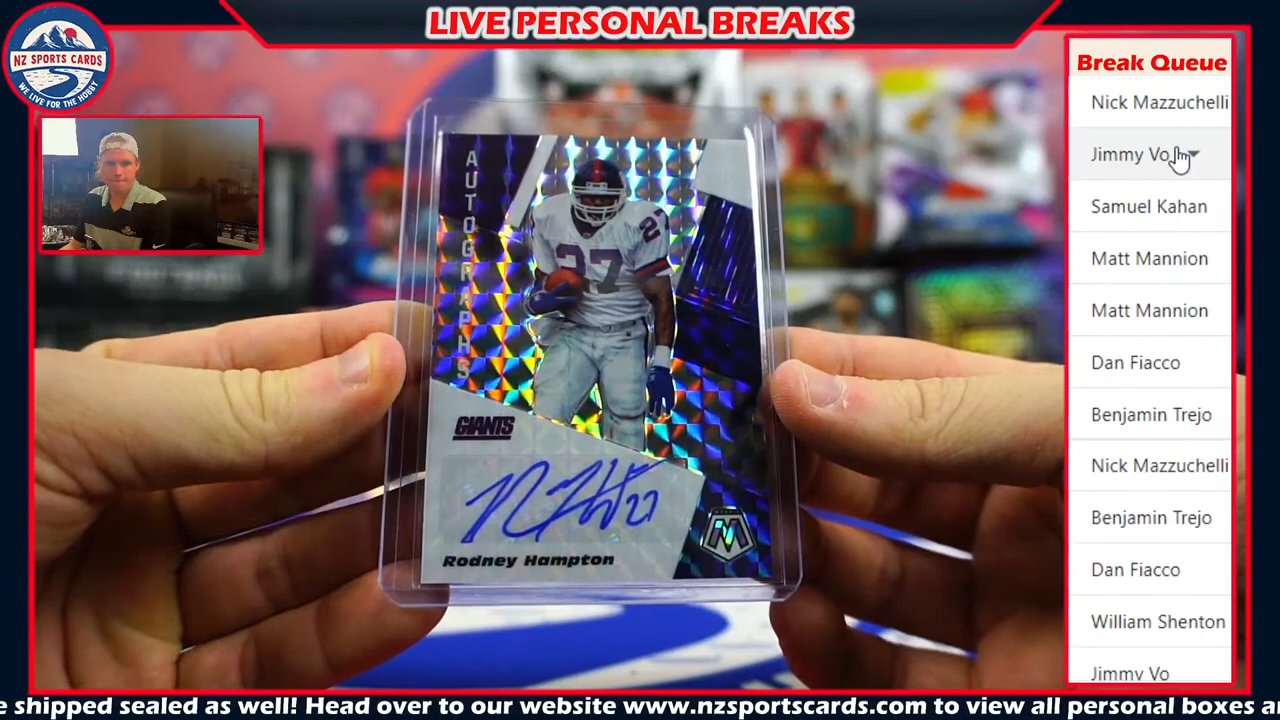 LIVE PERSONAL BREAKS
NZ SPORTS CARDS
WE LIVE FOR THE HOBBY
Break Queue
Nick Mazzuchelli
Jimmy Vo
Samuel Kahan
Matt Mannion
Matt Mannion
Dan Fiacco
Benjamin Trejo
Nick Mazzuchelli
Benjamin Trejo
Dan Fiacco
William Shenton
Jimmy Vo
AUTOGRAPHS
27
27
GIANTS
27
Rodney Hampton
MOSAIC
M
e shipped sealed as well! Head over to our website www.nzsportscards.com to view all personal boxes a